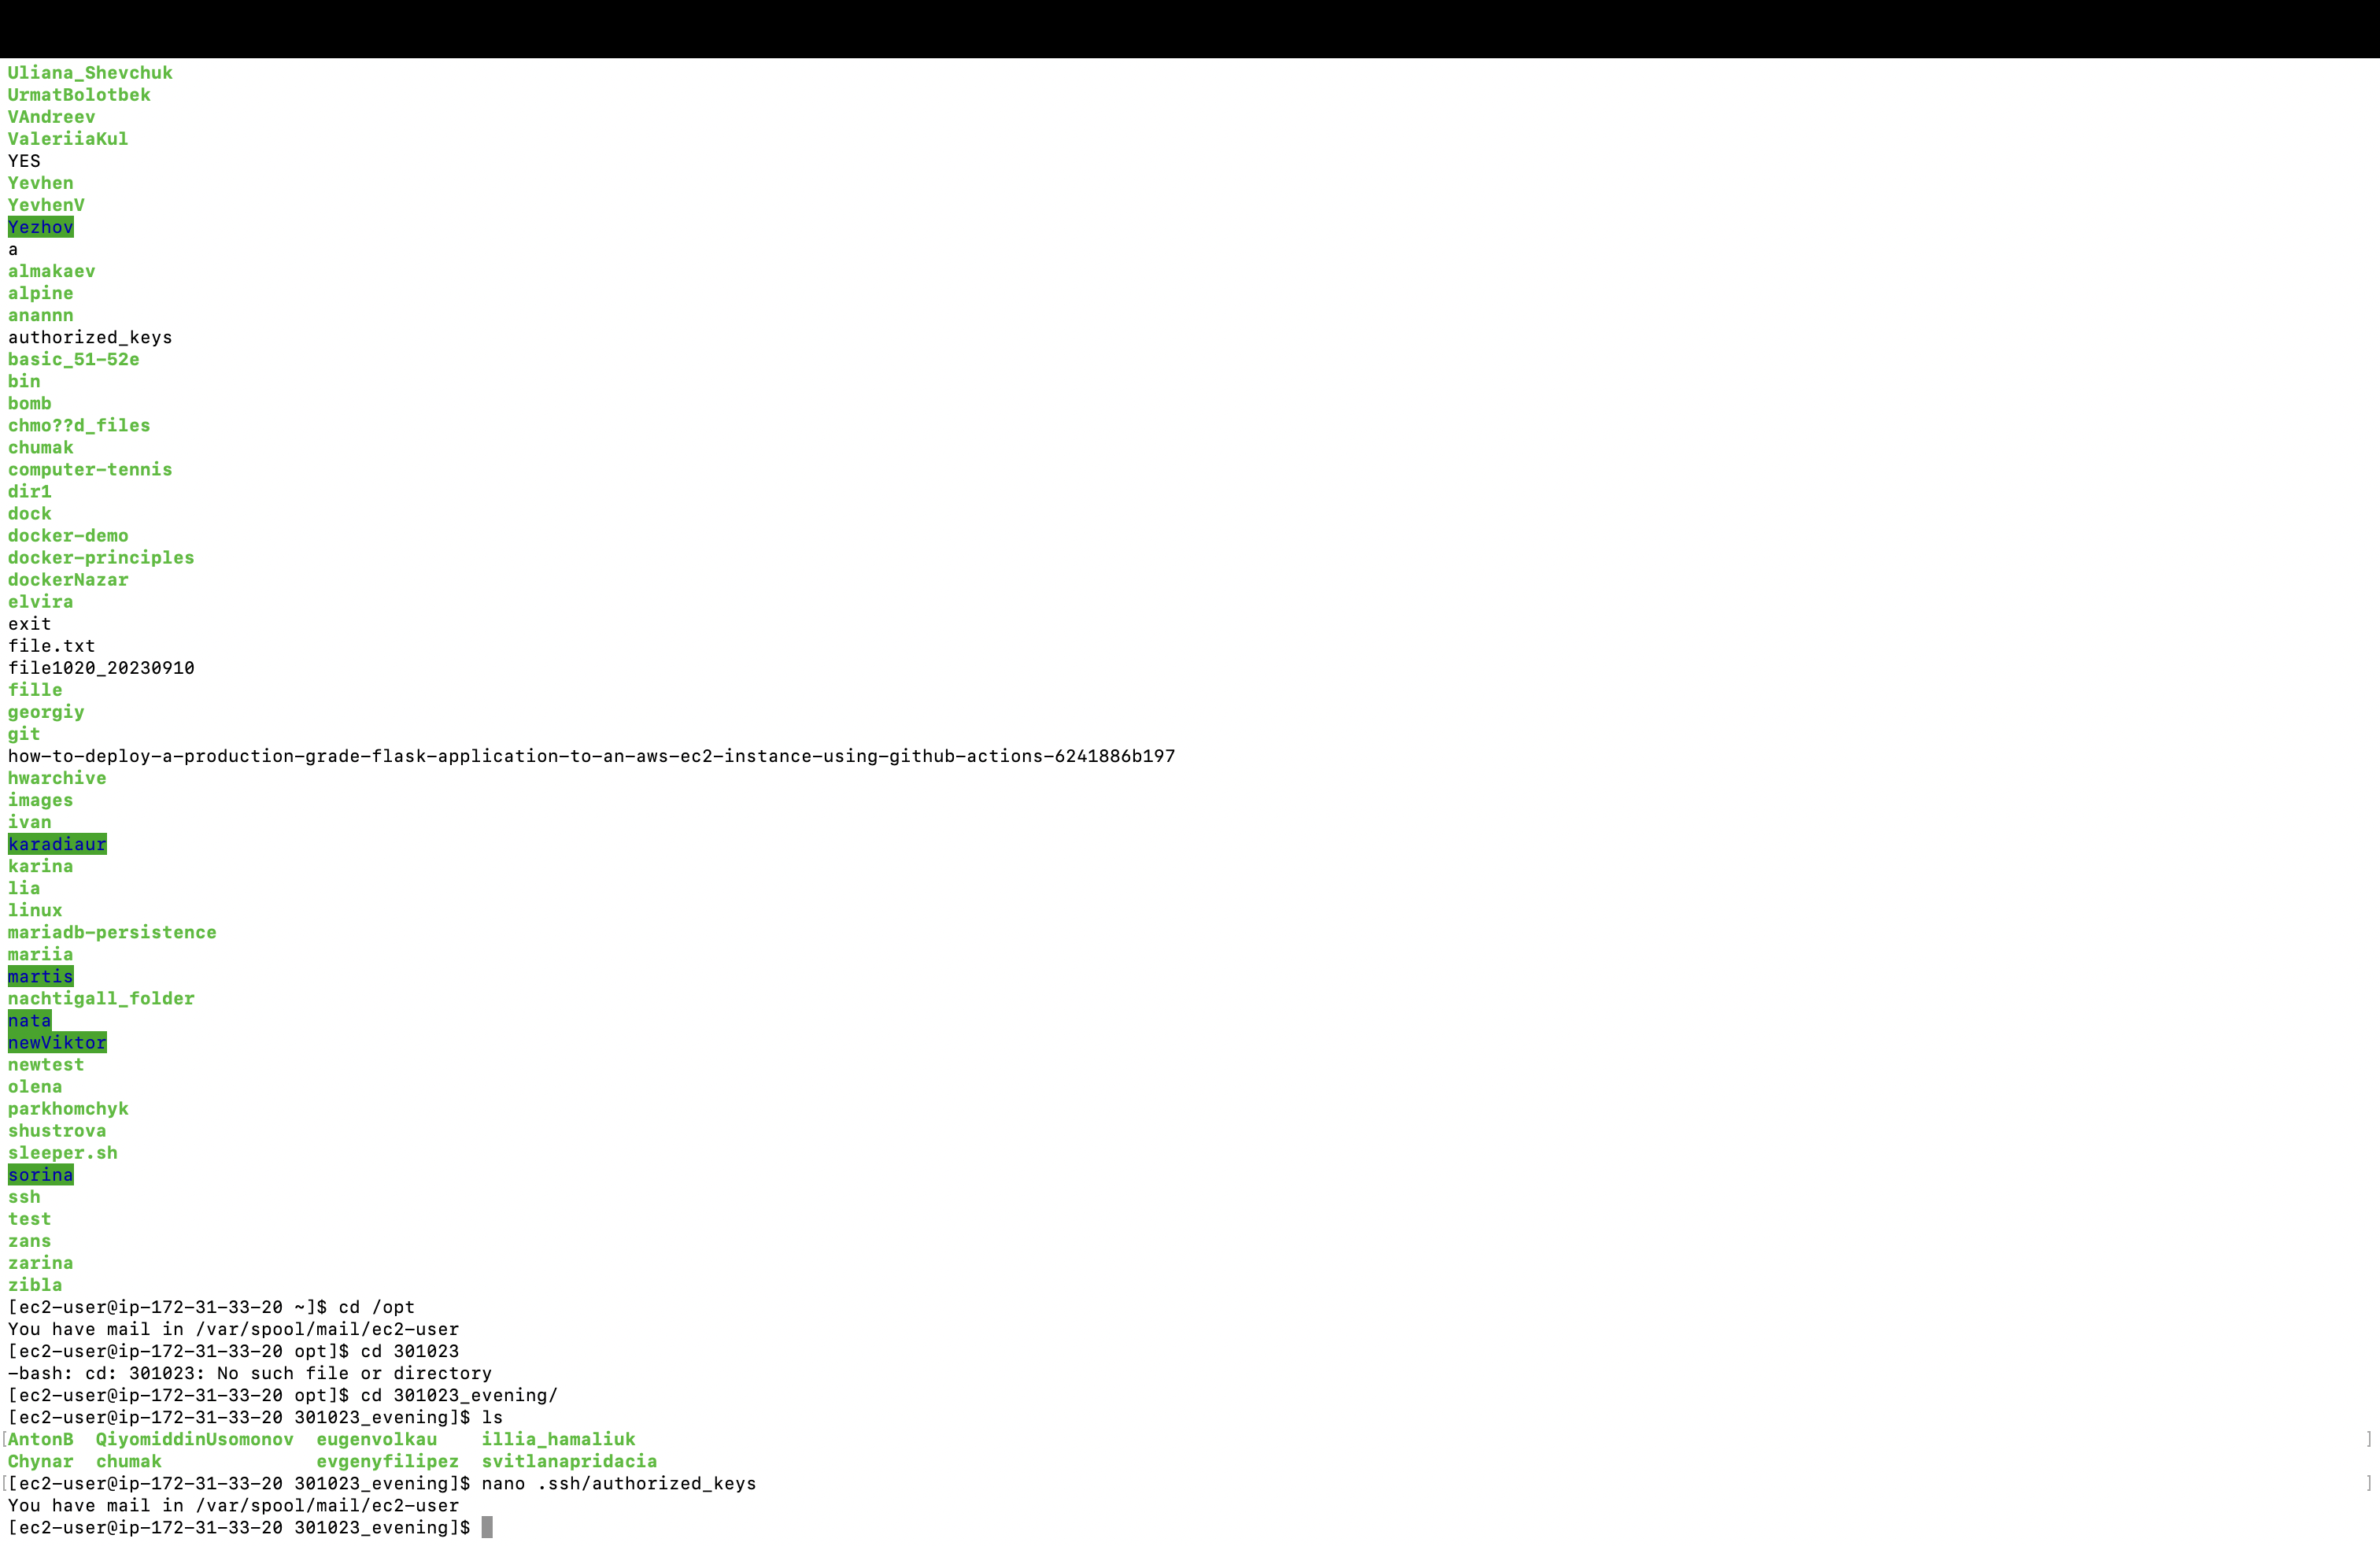 Uliana_Shevchuk
UrmatBolotbek
VAndreev
ValeriiaKul
YES
Yevhen
YevhenV
Yezhov
a
almakaev
alpine
anannn
authorized_keys
basic_51-52e
bin
bomb
chmo??d_files
chumak
computer-tennis
dir1
dock
docker-demo
docker-principles
dockerNazar
elvira
exit
file.txt
file1020_20230910
fille
georgiy
git
how-to-deploy-a-production-grade-flask-application-to-an-aws-ec2-instance-using-github-actions-6241886b197
hwarchive
images
ivan
karadiaur
karina
lia
linux
mariadb-persistence
mariia
martis
nachtigall_folder
nata
newViktor
newtest
olena
parkhomchyk
shustrova
sleeper.sh
sorina
ssh
test
zans
zarina
zibla
[ec2-user@ip-172-31-33-20 ~]$ cd /opt
You have mail in /var/spool/mail/ec2-user
[ec2-user@ip-172-31-33-20 opt]$ cd 301023
-bash: cd: 301023: No such file or directory
[ec2-user@ip-172-31-33-20 opt]$ cd 301023_evening/
[ec2-user@ip-172-31-33-20 301023_evening]$ ls
[AntonB  QiyomiddinUsomonov  eugenvolkau    illia_hamaliuk ]
Chynar  chumak              evgenyfilipez  svitlanapridacia
[[ec2-user@ip-172-31-33-20 301023_evening]$ nano .ssh/authorized_keys ]
You have mail in /var/spool/mail/ec2-user
[ec2-user@ip-172-31-33-20 301023_evening]$